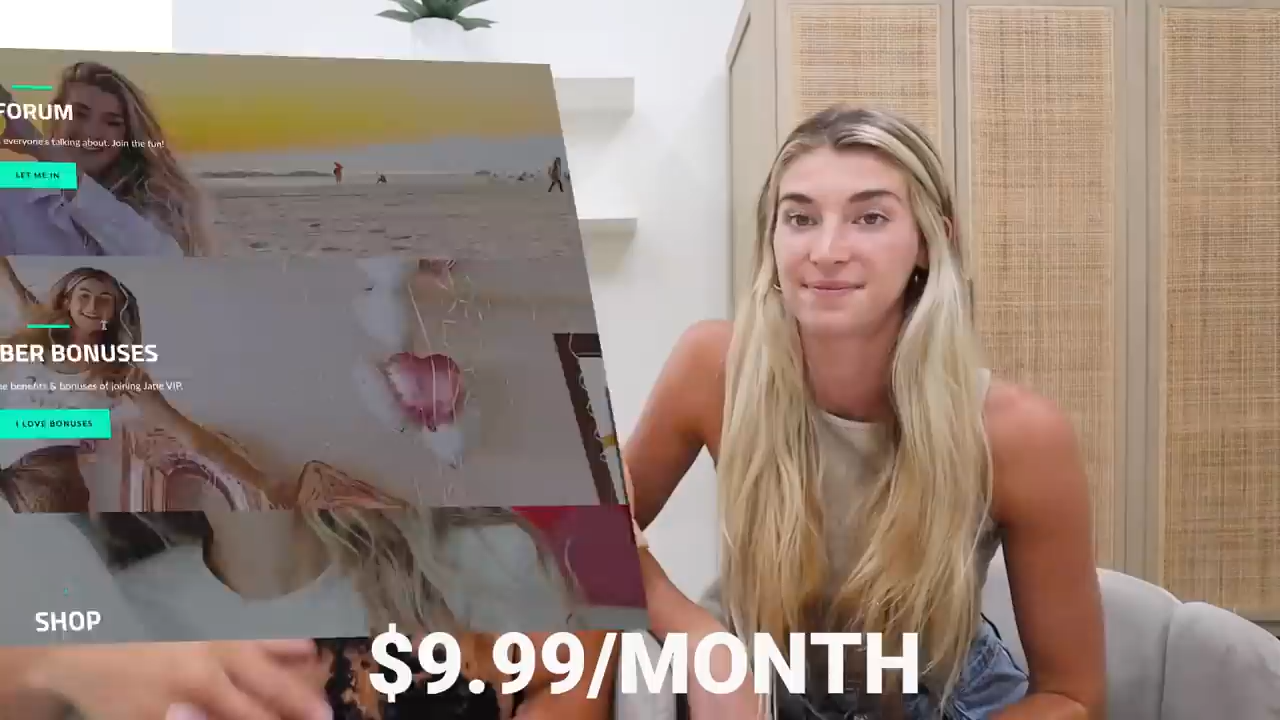 FORUM
everyone's talking about. Join the fun!
LET ME IN
BER BONUSES
benefits & bonuses of joining Jatie VIP.
I LOVE BONUSES
SHOP
$9.99/MONTH